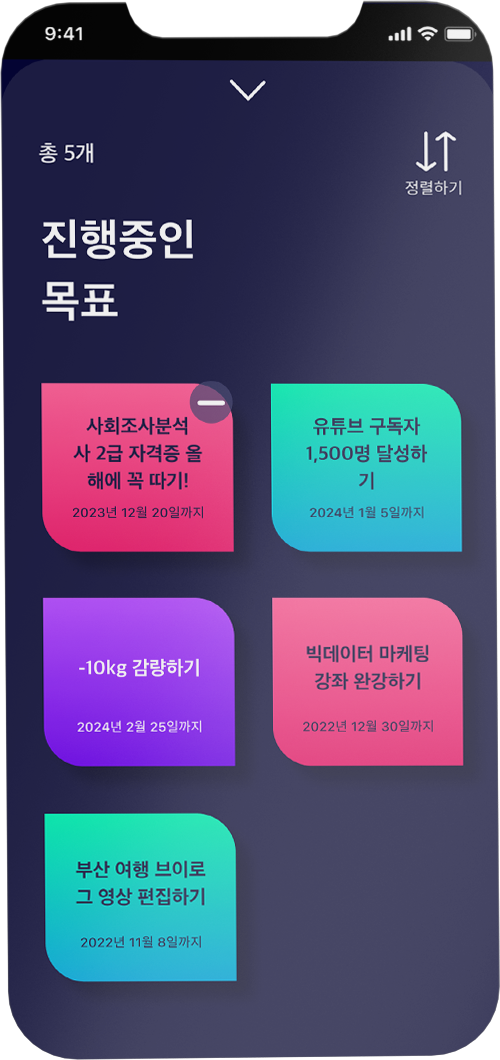 9:41
총 5개
정렬하기
진행중인
목표
사회조사분석
사 2급 자격증 올
해에 꼭 따기!
2023년 12월 20일까지
유튜브 구독자
1,500명 달성하
기
2024년 1월 5일까지
-10kg 감량하기
2024년 2월 25일까지
빅데이터 마케팅
강좌 완강하기
2022년 12월 30일까지
부산 여행 브이로
그 영상 편집하기
2022년 11월 8일까지